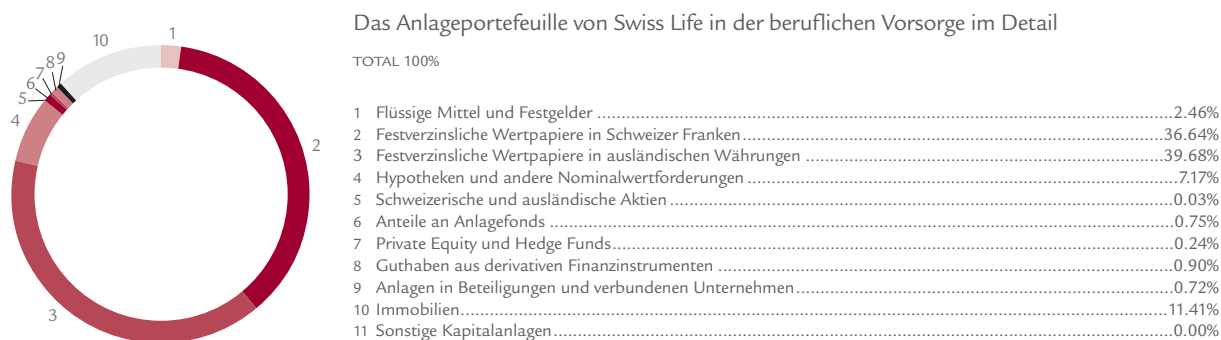 Das Anlageportefeuille von Swiss Life in der beruflichen Vorsorge im Detail
TOTAL 100%
1 Flüssige Mittel und Festgelder ........ 2.46%
2 Festverzinsliche Wertpapiere in Schweizer Franken ........ 36.64%
3 Festverzinsliche Wertpapiere in ausländischen Währungen ........ 39.68%
4 Hypotheken und andere Nominalwertforderungen ........ 7.17%
5 Schweizerische und ausländische Aktien ........ 0.03%
6 Anteile an Anlagefonds ........ 0.75%
7 Private Equity und Hedge Funds ........ 0.24%
8 Guthaben aus derivativen Finanzinstrumenten ........ 0.90%
9 Anlagen in Beteiligungen und verbundenen Unternehmen ........ 0.72%
10 Immobilien ........ 11.41%
11 Sonstige Kapitalanlagen ........ 0.00%
1
2
3
4
5
6
7
8
9
10